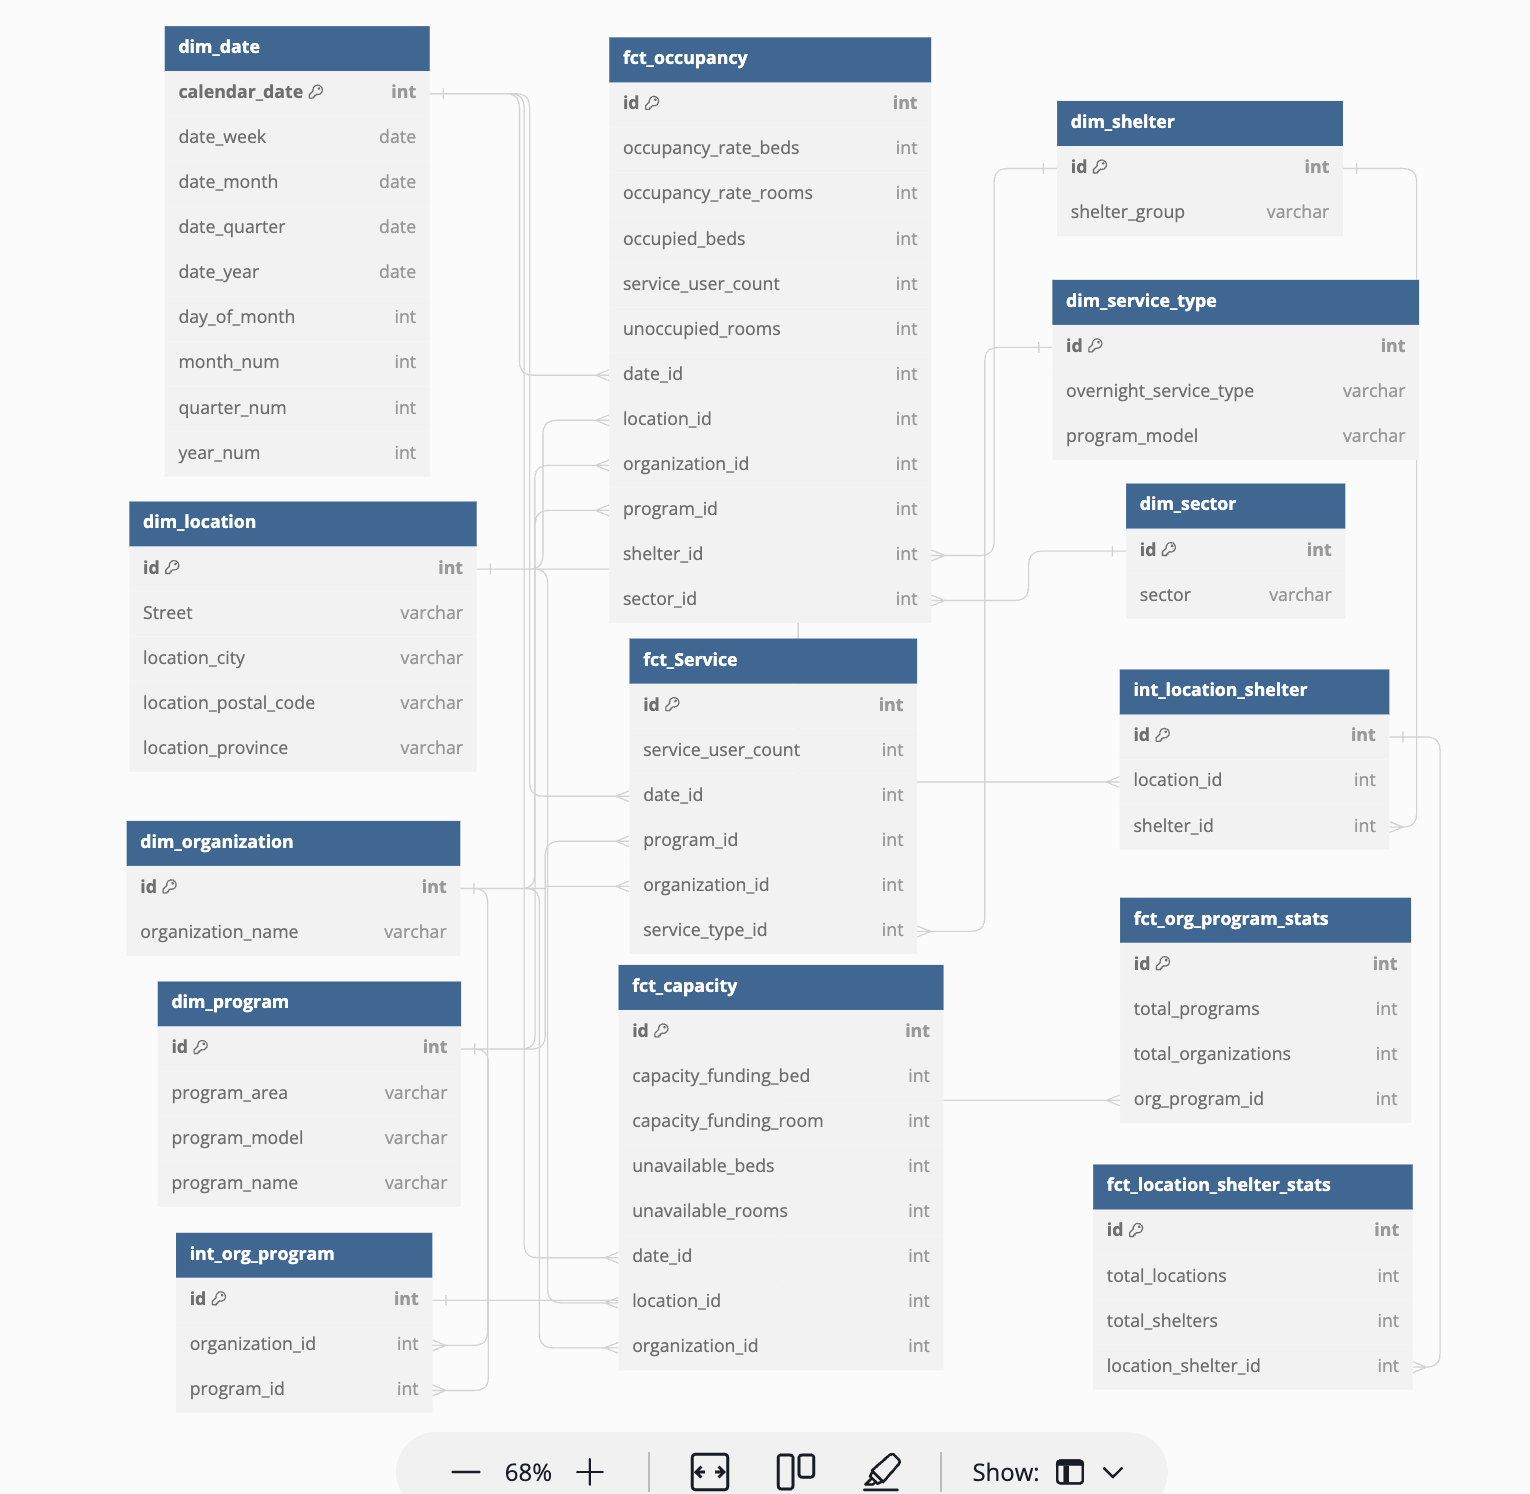 dim_date
calendar_date int
date_week date
date_month date
date_quarter date
date_year date
day_of_month int
month_num int
quarter_num int
year_num int
dim_location
id int
Street varchar
location_city varchar
location_postal_code varchar
location_province varchar
dim_organization
id int
organization_name varchar
dim_program
id int
program_area varchar
program_model varchar
program_name varchar
int_org_program
id int
organization_id int
program_id int
fct_occupancy
id int
occupancy_rate_beds int
occupancy_rate_rooms int
occupied_beds int
service_user_count int
unoccupied_rooms int
date_id int
location_id int
organization_id int
program_id int
shelter_id int
sector_id int
fct_Service
id int
service_user_count int
date_id int
program_id int
organization_id int
service_type_id int
fct_capacity
id int
capacity_funding_bed int
capacity_funding_room int
unavailable_beds int
unavailable_rooms int
date_id int
location_id int
organization_id int
dim_shelter
id int
shelter_group varchar
dim_service_type
id int
overnight_service_type varchar
program_model varchar
dim_sector
id int
sector varchar
int_location_shelter
id int
location_id int
shelter_id int
fct_org_program_stats
id int
total_programs int
total_organizations int
org_program_id int
fct_location_shelter_stats
id int
total_locations int
total_shelters int
location_shelter_id int
68% Show: